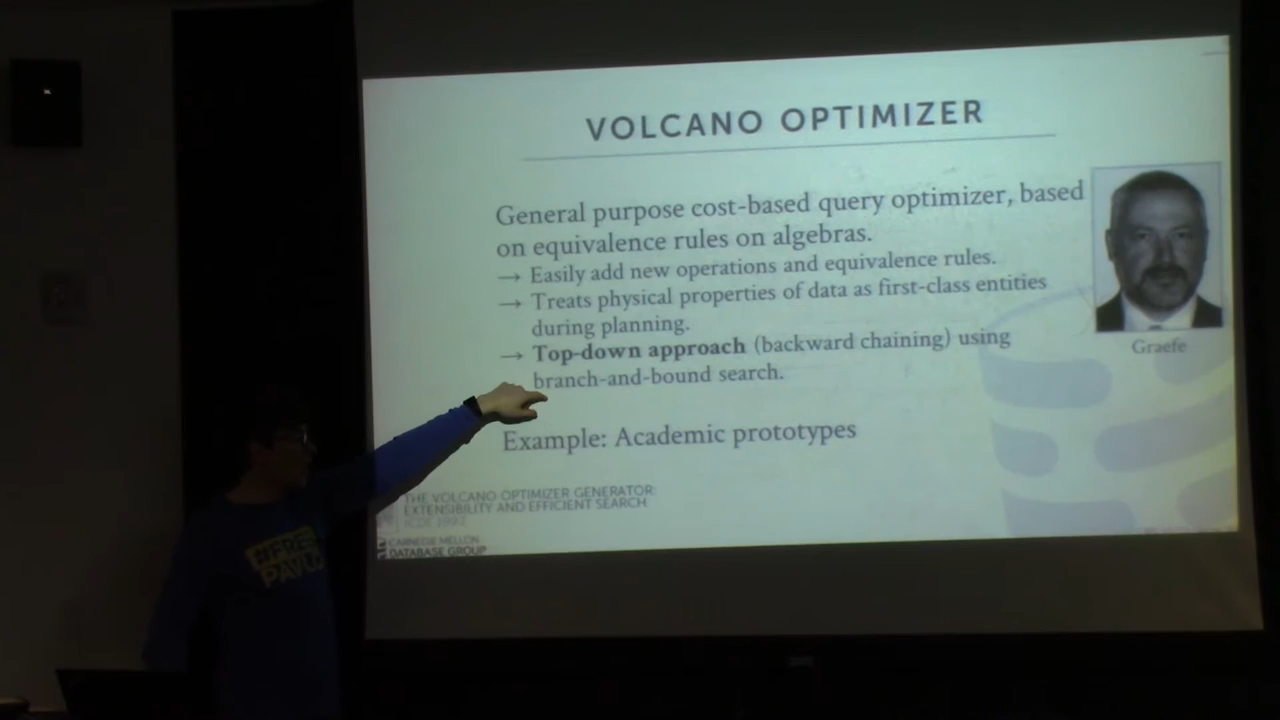 VOLCANO OPTIMIZER
General purpose cost-based query optimizer, based
on equivalence rules on algebras.
→ Easily add new operations and equivalence rules.
→ Treats physical properties of data as first-class entities
during planning.
→ Top-down approach (backward chaining) using
branch-and-bound search.
Graefe
Example: Academic prototypes
THE VOLCANO OPTIMIZER GENERATOR:
EXTENSIBILITY AND EFFICIENT SEARCH
ICDE 1993
CARNEGIE MELLON
DATABASE GROUP
#FREE
PAVLO